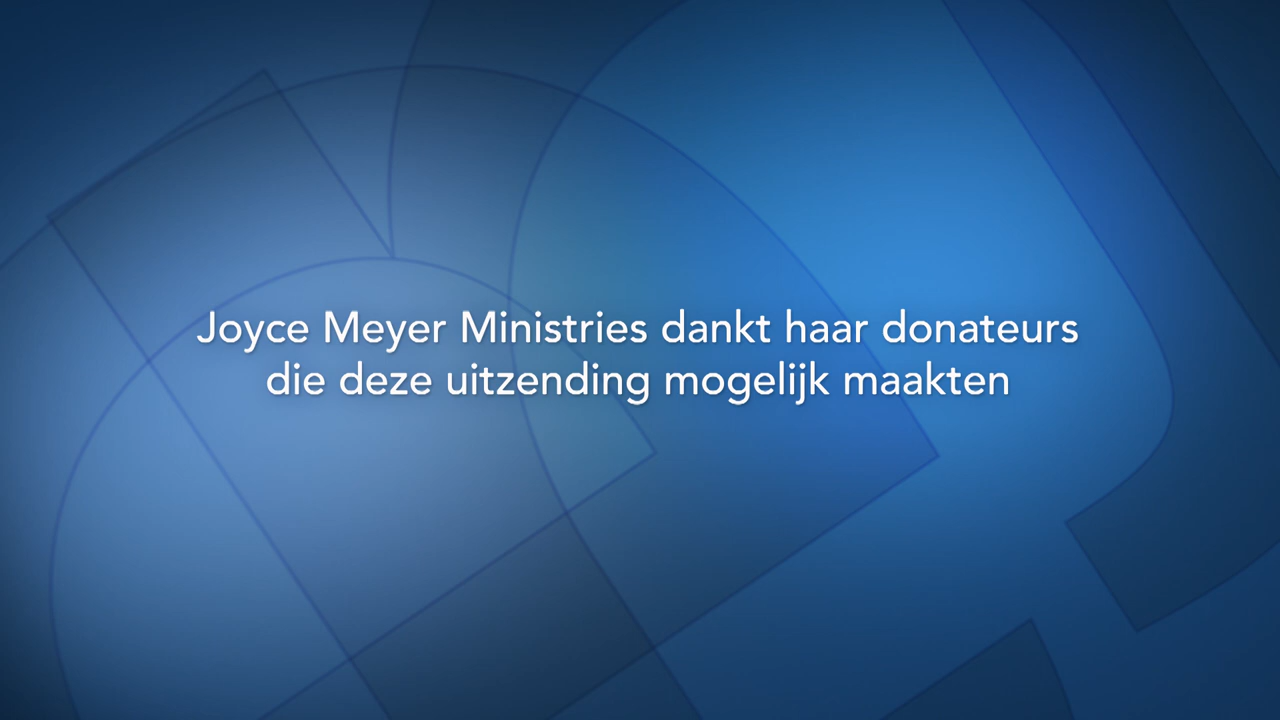 Joyce Meyer Ministries dankt haar donateurs
die deze uitzending mogelijk maakten